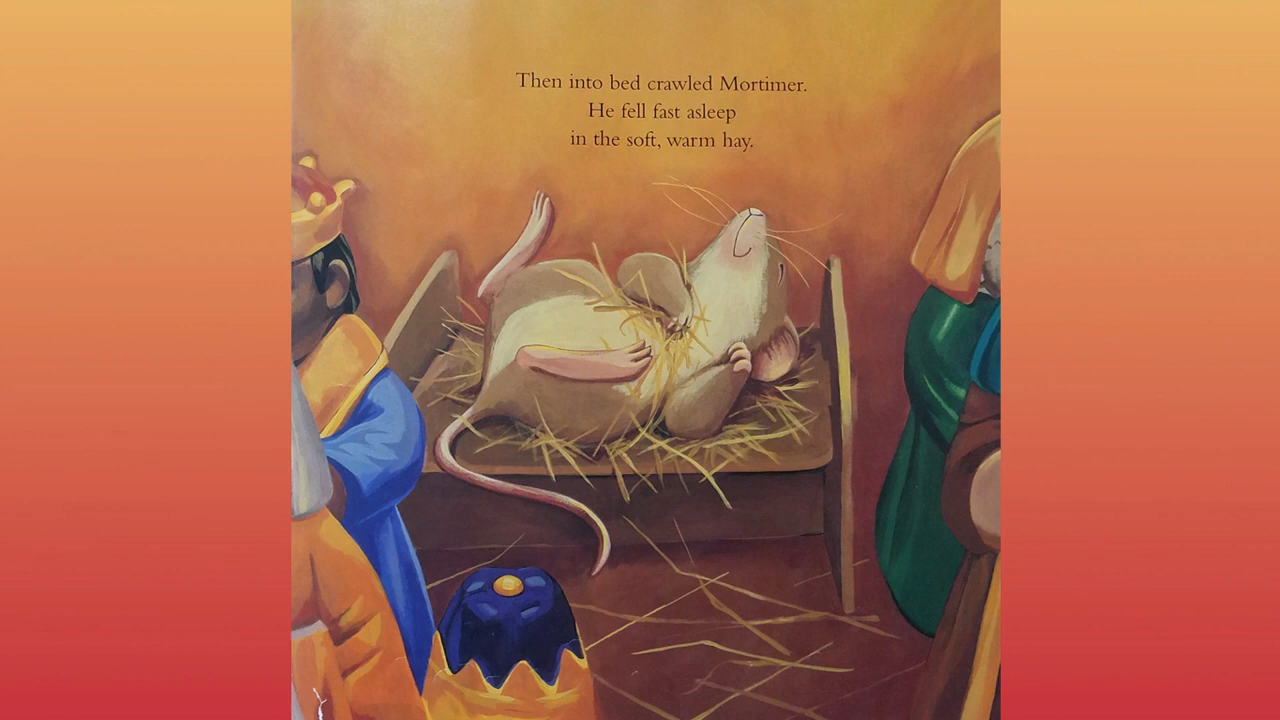 Then into bed crawled Mortimer.
He fell fast asleep
in the soft, warm hay.